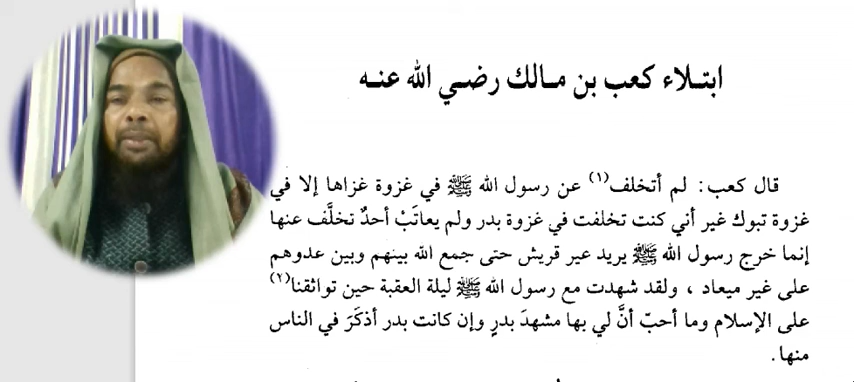 ابتـلاء كعب بن مـالك رضـي الله عنـه
قال كعب: لم أتخلف(١) عن رسول الله ﷺ في غزوة غزاها إلا في
غزوة تبوك غير أني كنت تخلفت في غزوة بدر ولم يعاتَبْ أحدٌ تخلَّف عنها
إنما خرج رسول الله ﷺ يريد عير قريش حتى جمع الله بينهم وبين عدوهم
على غير ميعاد ، ولقد شهدت مع رسول الله ﷺ ليلة العقبة حين تواثقنا(٢)
على الإسلام وما أحبّ أنَّ لي بها مشهدَ بدرٍ وإن كانت بدر أذكَرَ في الناس
منها.